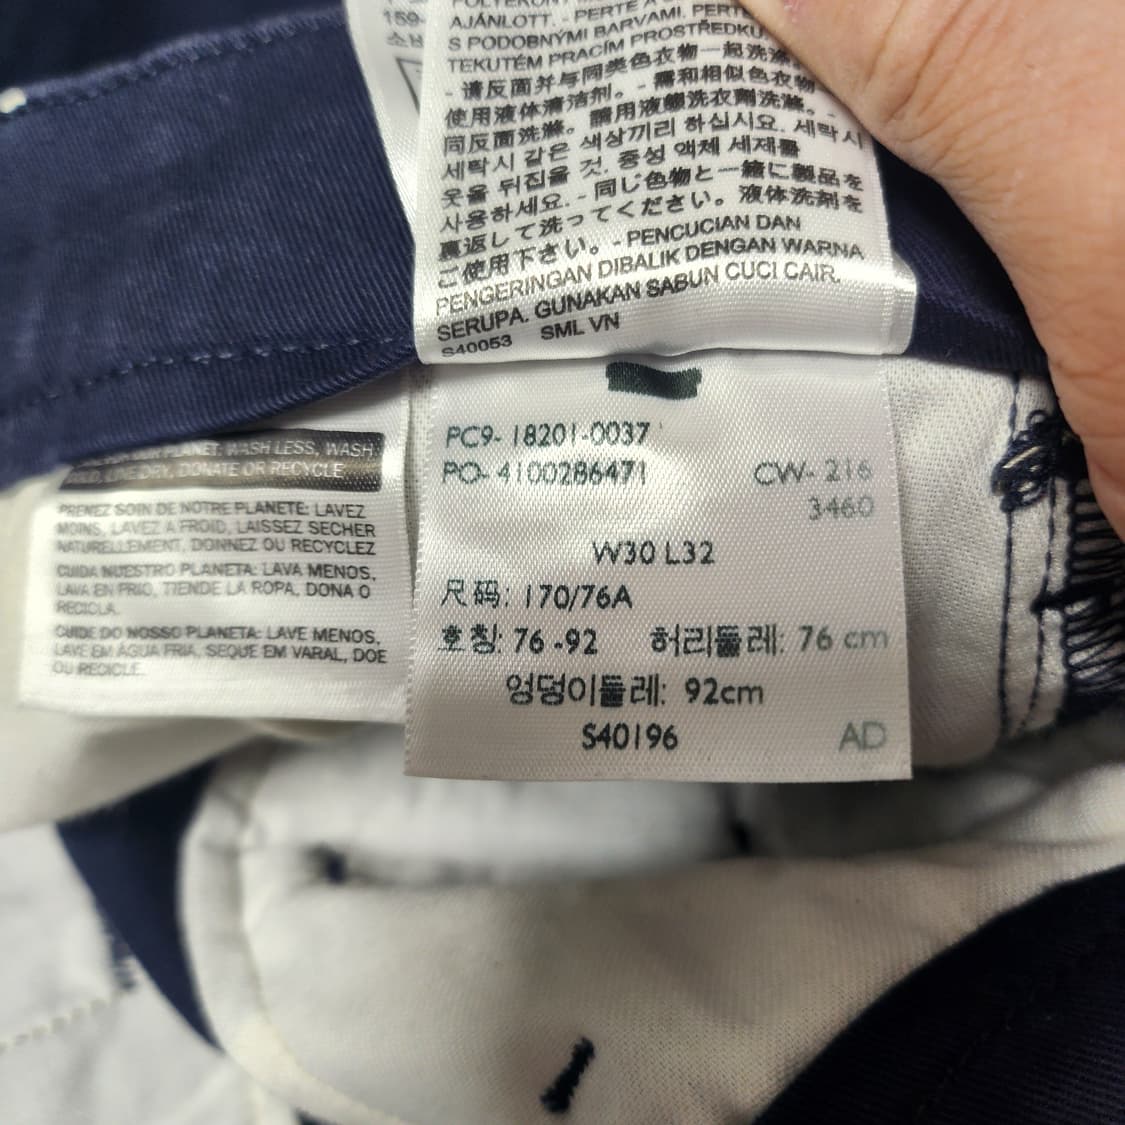 159-
소비
AJÁNLOTT. - PERTE A
S PODOBNÝMI BARVAMI. PERTE
TEKUTÉM PRACÍM PROSTŘEDKU
- 请反面并与同类色衣物一起洗涤
使用液体清洁剂。 - 需和相似色衣物
同反面洗滌。請用液態洗衣劑洗滌。 -
세탁시 같은 색상끼리 하십시요. 세탁시
옷을 뒤집을 것. 중성 액체 세제를
사용하세요. - 同じ色物と一緒に製品を
裏返して洗ってください。液体洗剤を
ご使用下さい。 - PENCUCIAN DAN
PENGERINGAN DIBALIK DENGAN WARNA
SERUPA. GUNAKAN SABUN CUCI CAIR.
S40053 SML VN
PLANET: WASH LESS, WASH
LINE DRY, DONATE OR RECYCLE
PRENEZ SOIN DE NOTRE PLANETE: LAVEZ
MOINS, LAVEZ A FROID, LAISSEZ SECHER
NATURELLEMENT, DONNEZ OU RECYCLEZ
CUIDA NUESTRO PLANETA: LAVA MENOS,
LAVA EN FRIO, TIENDE LA ROPA, DONA O
RECICLA.
CUIDE DO NOSSO PLANETA: LAVE MENOS,
LAVE EM ÁGUA FRIA, SEQUE EM VARAL, DOE
OU RECICLE.
PC9- 18201-0037
PO- 4100286471 CW- 216
3460
W30 L32
尺码: 170/76A
호칭: 76 -92 허리둘레: 76 cm
엉덩이둘레: 92cm
S40196 AD